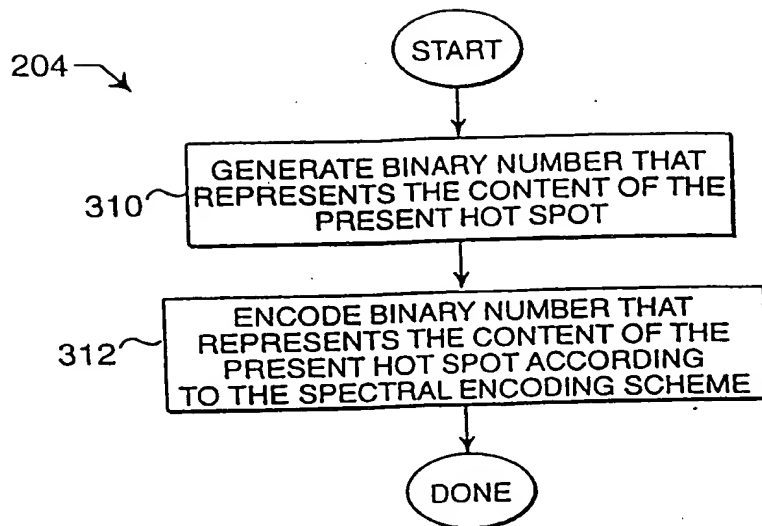 START
204
GENERATE BINARY NUMBER THAT
REPRESENTS THE CONTENT OF THE
PRESENT HOT SPOT.
310
ENCODE BINARY NUMBER THAT
REPRESENTS THE CONTENT OF THE
PRESENT HOT SPOT ACCORDING
TO THE SPECTRAL ENCODING SCHEME
312
DONE